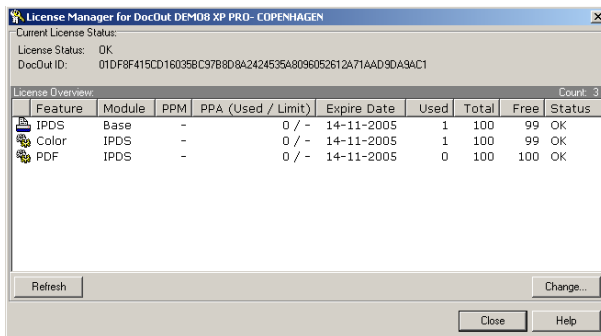 License Manager for DocOut DEMO8 XP PRO- COPENHAGEN
Current License Status:
License Status: OK
DocOut ID: 01DF8F415CD16035BC97B8D8A2424535A8096052612A71AAD9DA9AC1
License Overview: Count: 3
Feature Module PPM PPA (Used / Limit) Expire Date Used Total Free Status
IPDS Base - 0 / - 14-11-2005 1 100 99 OK
Color IPDS - 0 / - 14-11-2005 1 100 99 OK
PDF IPDS - 0 / - 14-11-2005 0 100 100 OK
Refresh Change...
Close Help